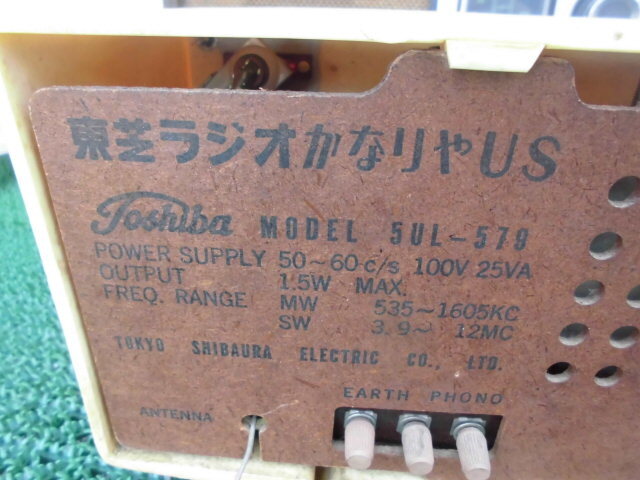 東芝ラジオかなりやUS
Toshiba MODEL 5UL-579
POWER SUPPLY 50~60 c/s 100V 25VA
OUTPUT 1.5W MAX.
FREQ. RANGE MW 535~1605KC
SW 3.9~ 12MC
TOKYO SHIBAURA ELECTRIC CO., LTD.
EARTH PHONO
ANTENNA